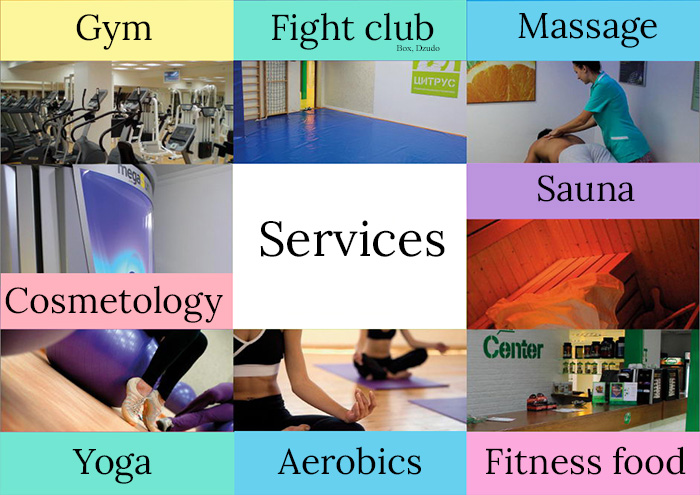 Gym
Fight club
Box, Dzudo
Massage
ЦИТРУС
mega
Sauna
Services
Cosmetology
Center
Yoga
Aerobics
Fitness food